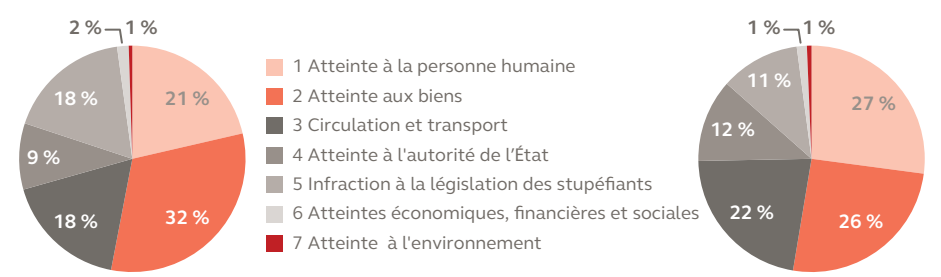 2 % 1 %
21 %
32 %
18 %
9 %
18 %
1 Atteinte à la personne humaine
2 Atteinte aux biens
3 Circulation et transport
4 Atteinte à l'autorité de l’État
5 Infraction à la législation des stupéfiants
6 Atteintes économiques, financières et sociales
7 Atteinte à l'environnement
1 % 1 %
27 %
26 %
22 %
12 %
11 %